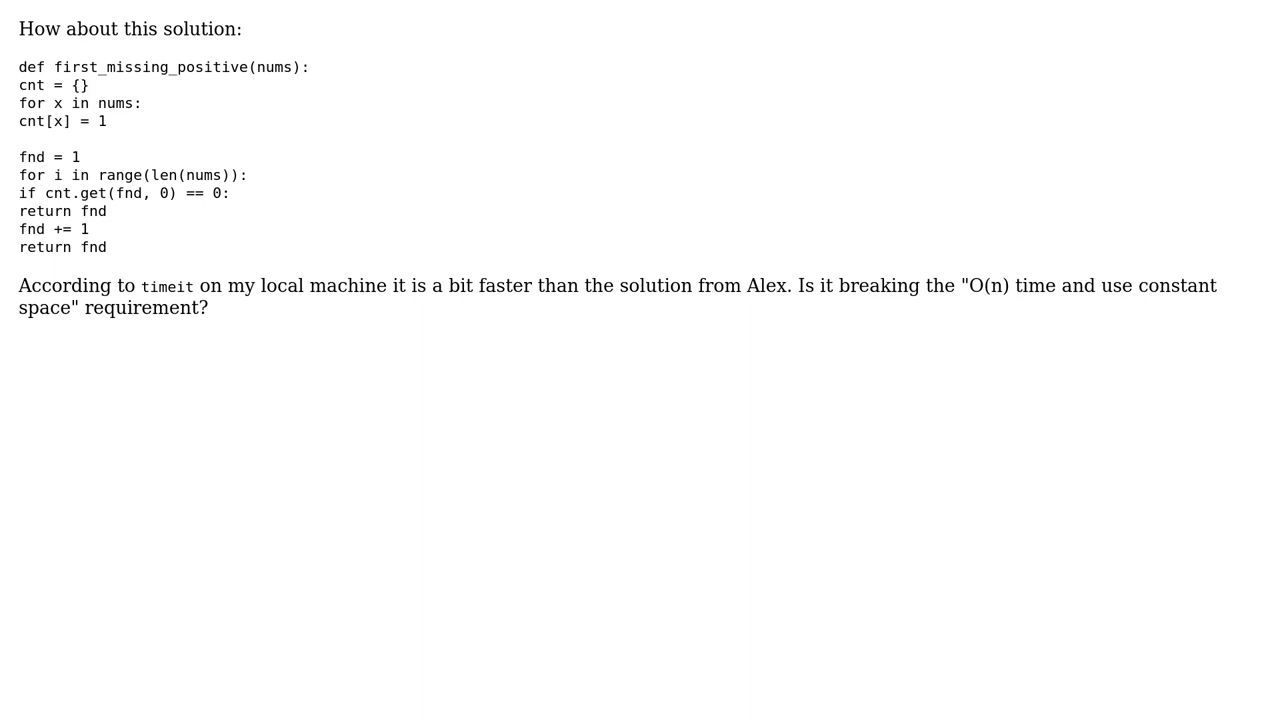 How about this solution:
def first_missing_positive(nums):
cnt = {}
for x in nums:
cnt[x] = 1
fnd = 1
for i in range(len(nums)):
if cnt.get(fnd, 0) == 0:
return fnd
fnd += 1
return fnd
According to timeit on my local machine it is a bit faster than the solution from Alex. Is it breaking the "O(n) time and use constant
space" requirement?